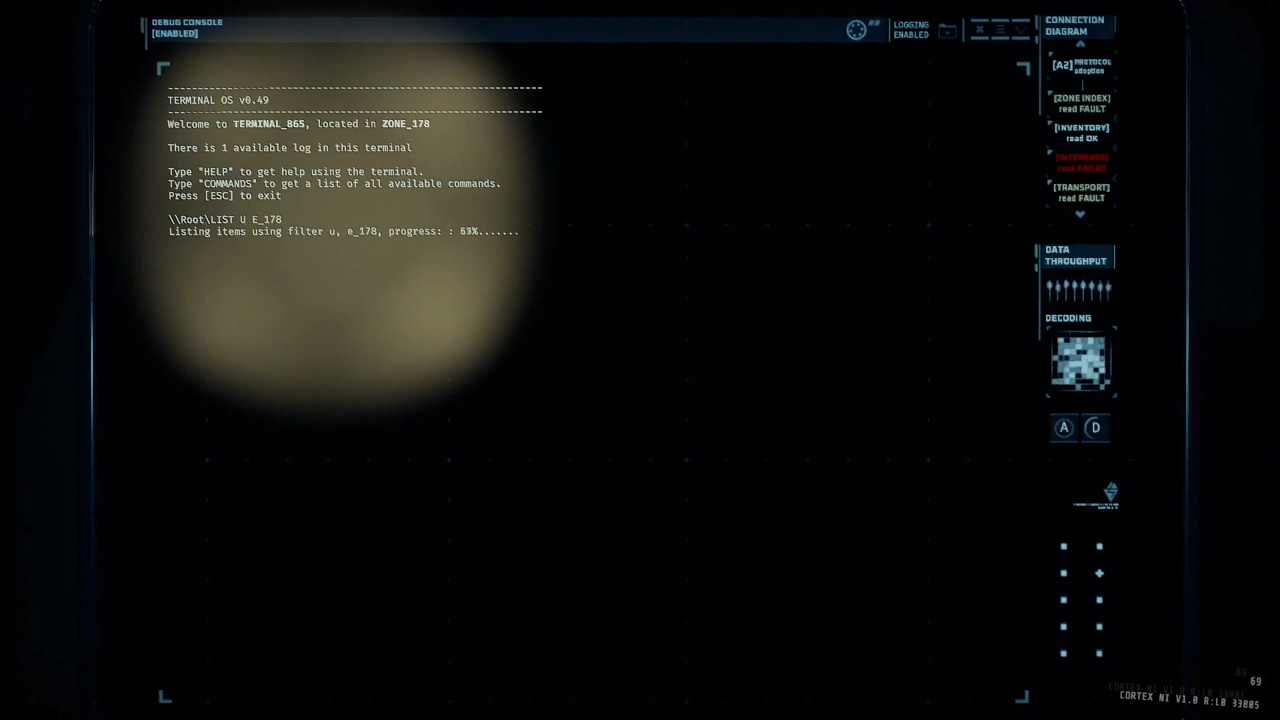 DEBUG CONSOLE
[ENABLED]
LOGGING
ENABLED
CONNECTION
DIAGRAM
--------------------------------------------------------------
TERMINAL OS v0.49
--------------------------------------------------------------
Welcome to TERMINAL_865, located in ZONE_178
There is 1 available log in this terminal
Type "HELP" to get help using the terminal.
Type "COMMANDS" to get a list of all available commands.
Press [ESC] to exit
\\Root\LIST U E_178
Listing items using filter u, e_178, progress: : 69%.......
[A2] PROTOCOL
adoption
[ZONE INDEX]
read FAULT
[INVENTORY]
read OK
read FAILED
[TRANSPORT]
read FAULT
DATA
THROUGHPUT
DECODING
A D
69
CORTEX NI V1.0 R:L0 33805